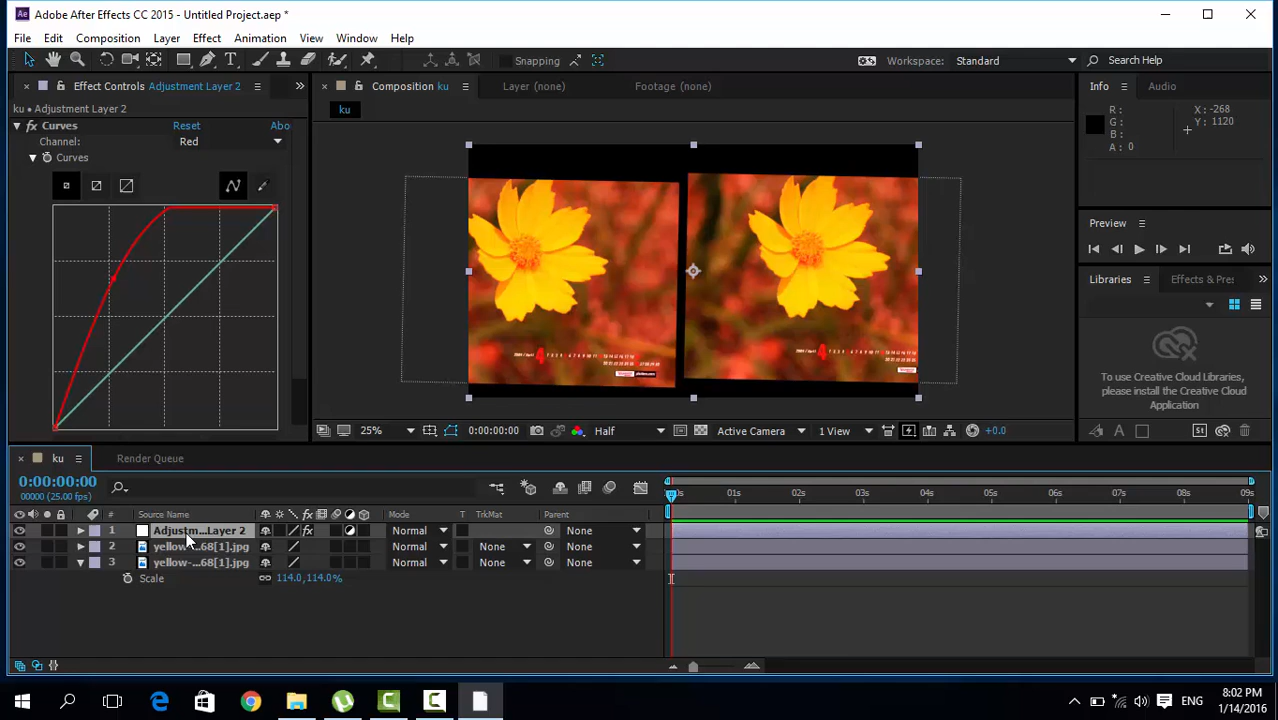 Adobe After Effects CC 2015 - Untitled Project.aep *
File Edit Composition Layer Effect Animation View Window Help
Snapping
Workspace: Standard
Search Help
Effect Controls Adjustment Layer 2
Composition ku
Layer (none)
Footage (none)
Info
Audio
ku • Adjustment Layer 2
fx Curves
Reset
Abo
Channel:
Red
Curves
ku
R:
G:
B:
A: 0
X: -268
Y: 1120
Preview
Libraries
Effects & Pre:
To use Creative Cloud Libraries,
please install the Creative Cloud
Application
25%
0:00:00:00
Half
Active Camera
1 View
+0.0
ku
Render Queue
0:00:00:00
00000 (25.00 fps)
# Source Name
Mode
T TrkMat
Parent
01s 02s 03s 04s 05s 06s 07s 08s 09s
1 Adjustm...Layer 2 fx Normal None
2 yellow-...68[1].jpg Normal None None
3 yellow-...68[1].jpg Normal None None
Scale 114.0,114.0%
ENG
8:02 PM
1/14/2016